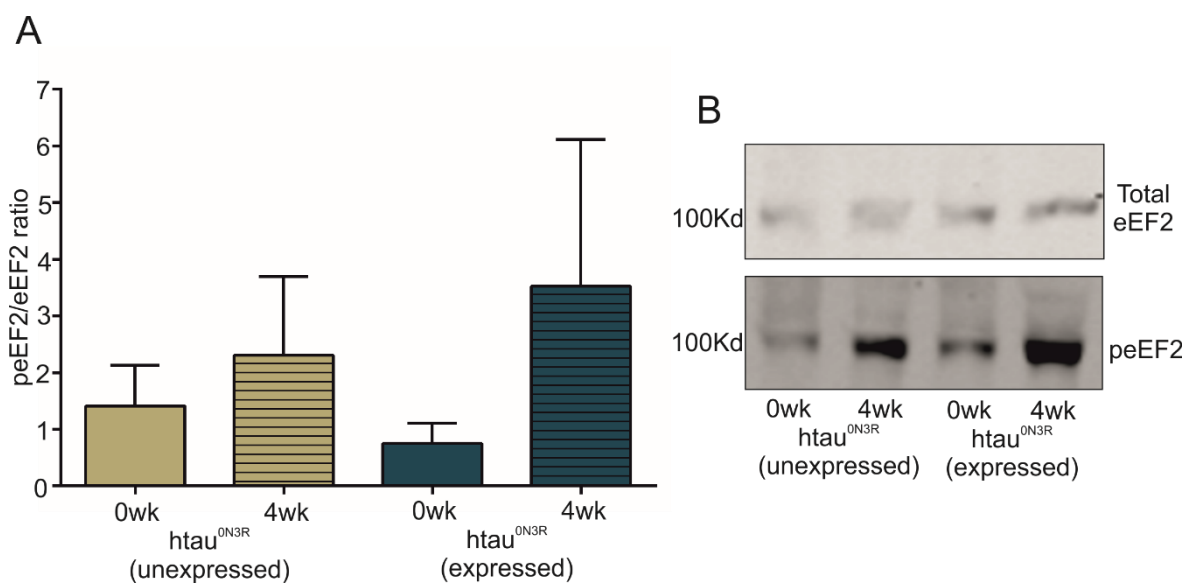 A
peEF2/eEF2 ratio
7
6
5
4
3
2
1
0
0wk 4wk 0wk 4wk
htau0N3R htau0N3R
(unexpressed) (expressed)
B
100Kd
Total
eEF2
100Kd
peEF2
0wk 4wk 0wk 4wk
htau0N3R htau0N3R
(unexpressed) (expressed)